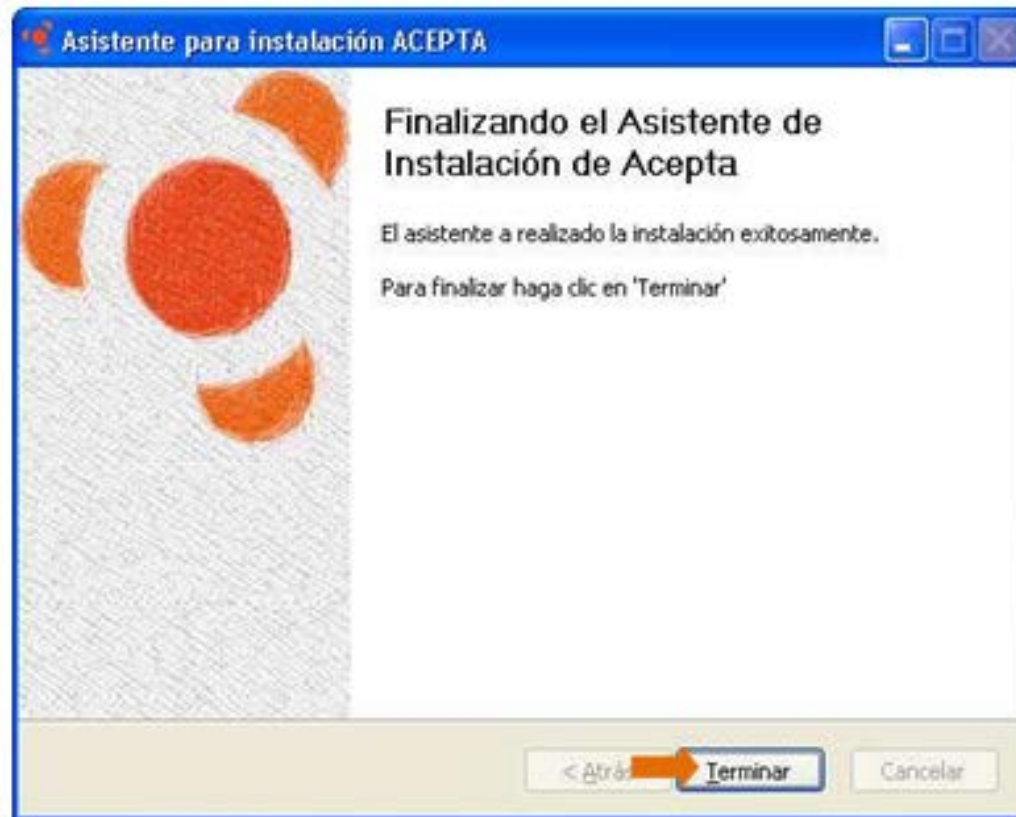 Asistente para instalación ACEPTA
Finalizando el Asistente de
Instalación de Acepta
El asistente a realizado la instalación exitosamente.
Para finalizar haga clic en 'Terminar'
< Atrás Terminar Cancelar